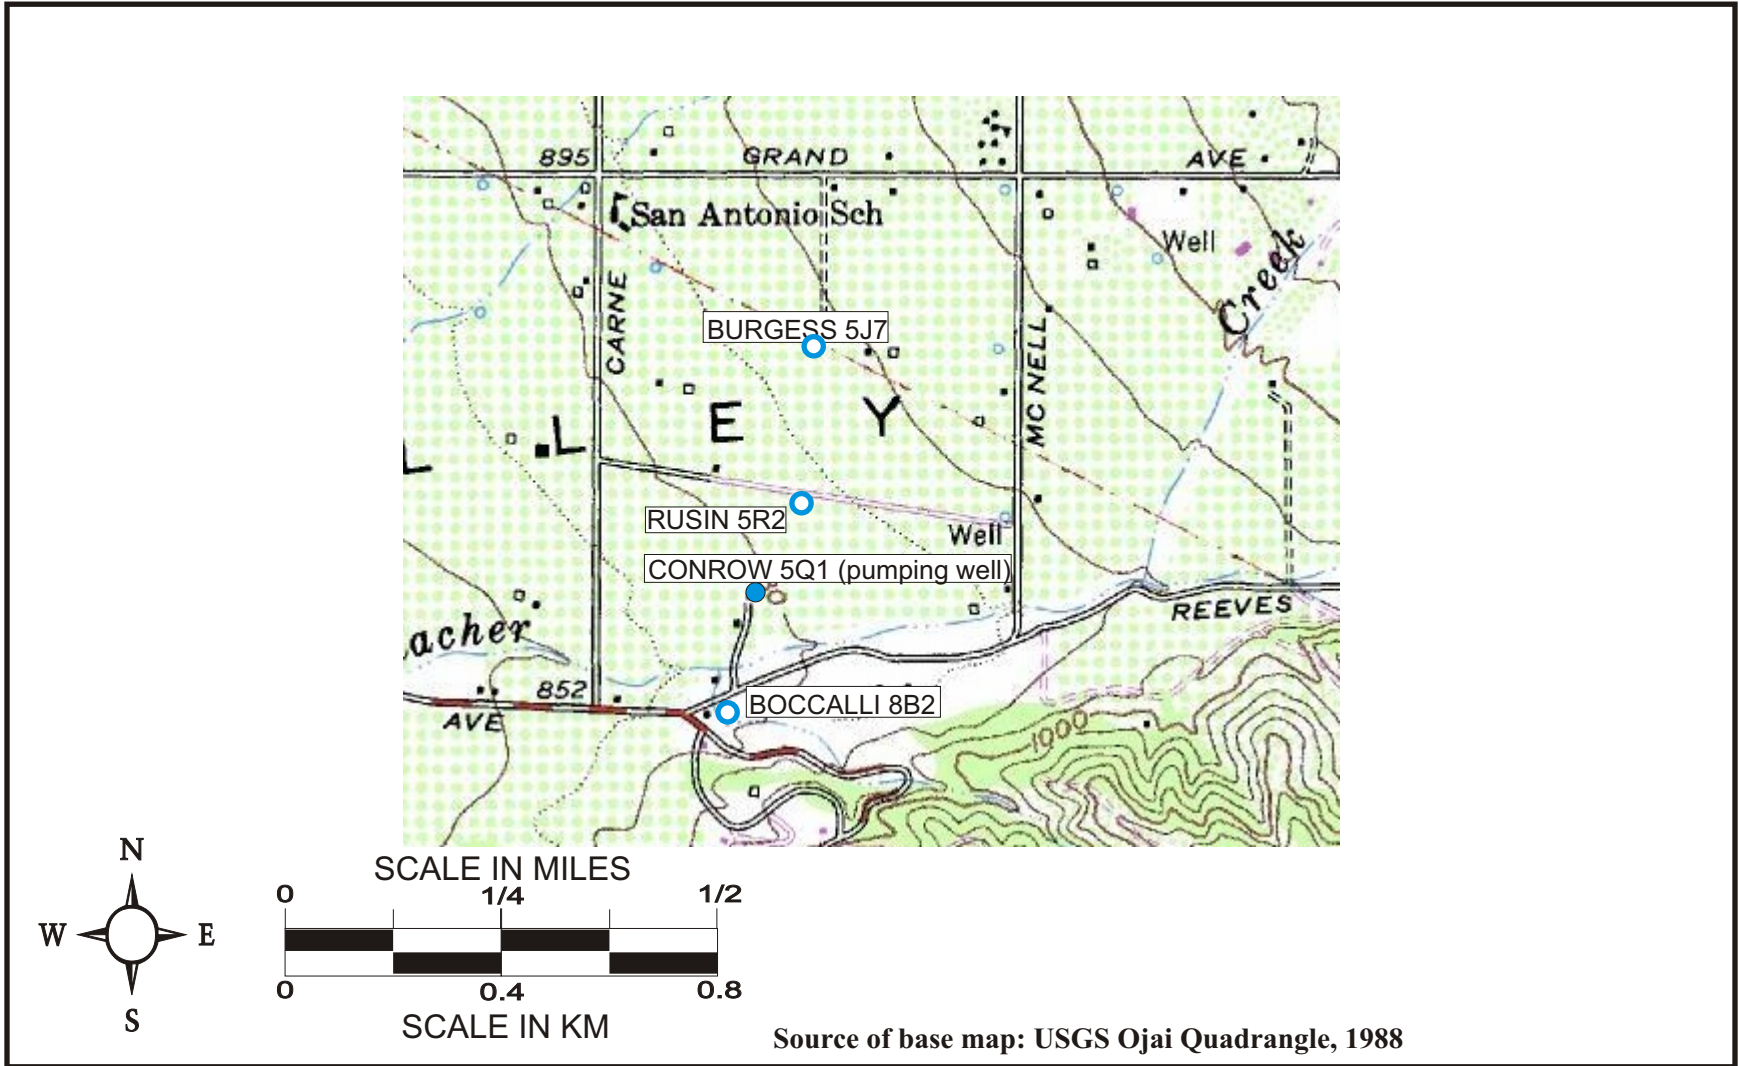 895
GRAND
AVE
San Antonio Sch
Well
Creek
CARNE
BURGESS 5J7
MC NELL
L
L
E
Y
RUSIN 5R2
Well
CONROW 5Q1 (pumping well)
REEVES
acher
852
AVE
BOCCALLI 8B2
1000
N
W
E
S
SCALE IN MILES
0 1/4 1/2
0 0.4 0.8
SCALE IN KM
Source of base map: USGS Ojai Quadrangle, 1988